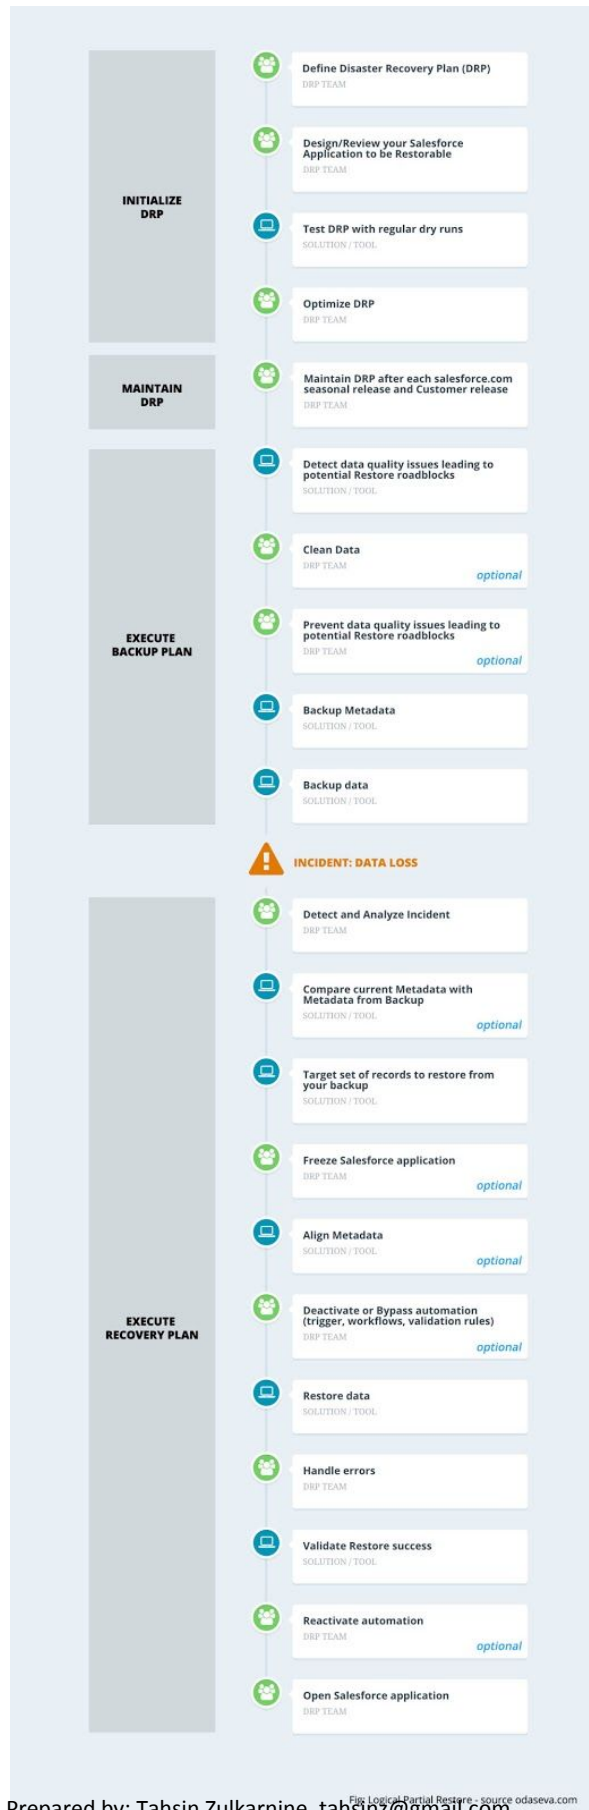 INITIALIZE
DRP
Define Disaster Recovery Plan (DRP)
DRP TEAM
Design/Review your Salesforce
Application to be Restorable
DRP TEAM
Test DRP with regular dry runs
SOLUTION / TOOL
Optimize DRP
DRP TEAM
MAINTAIN
DRP
Maintain DRP after each salesforce.com
seasonal release and Customer release
DRP TEAM
EXECUTE
BACKUP PLAN
Detect data quality issues leading to
potential Restore roadblocks
SOLUTION / TOOL
Clean Data
DRP TEAM
optional
Prevent data quality issues leading to
potential Restore roadblocks
DRP TEAM
optional
Backup Metadata
SOLUTION / TOOL
Backup data
SOLUTION / TOOL
INCIDENT: DATA LOSS
EXECUTE
RECOVERY PLAN
Detect and Analyze Incident
DRP TEAM
Compare current Metadata with
Metadata from Backup
SOLUTION / TOOL
optional
Target set of records to restore from
your backup
SOLUTION / TOOL
Freeze Salesforce application
DRP TEAM
optional
Align Metadata
SOLUTION / TOOL
optional
Deactivate or Bypass automation
(trigger, workflows, validation rules)
DRP TEAM
optional
Restore data
SOLUTION / TOOL
Handle errors
DRP TEAM
Validate Restore success
SOLUTION / TOOL
Reactivate automation
DRP TEAM
optional
Open Salesforce application
DRP TEAM
Fig: Logical Partial Restore - source odaseva.com
Prepared by: Tahsin Zulkarnine, tahsinz@gmail.com